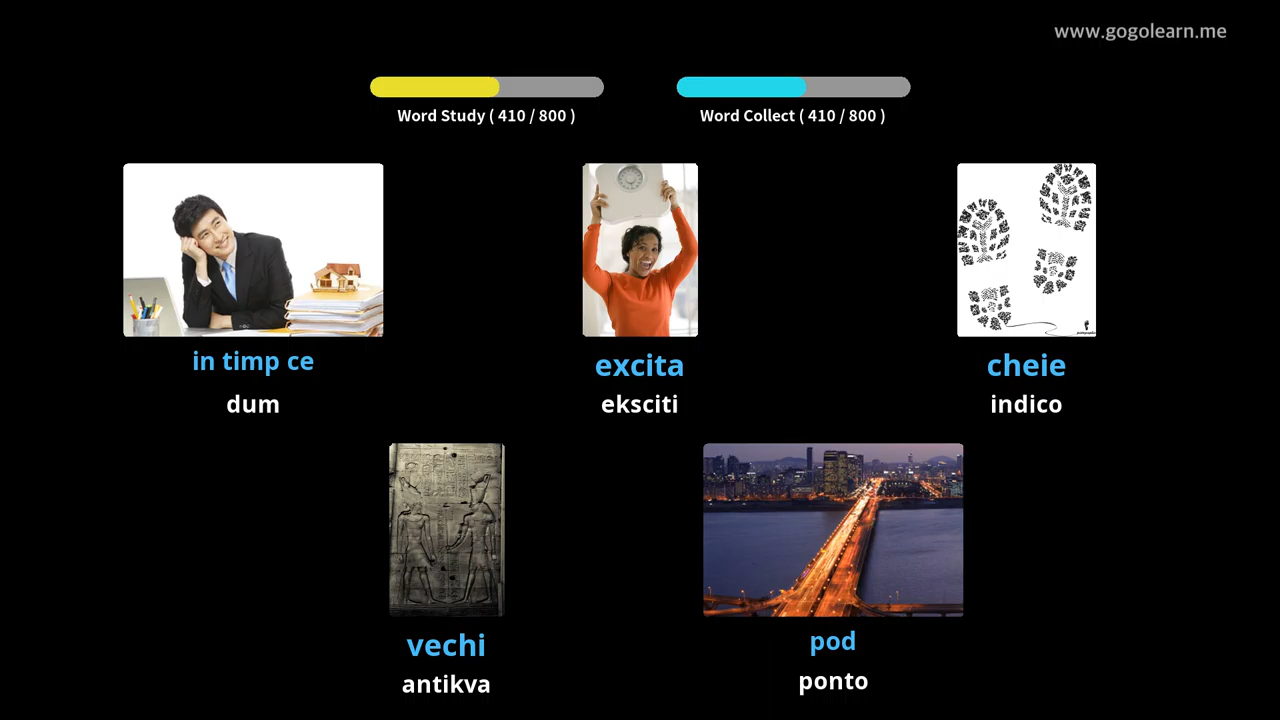 www.gogolearn.me
Word Study ( 410 / 800 )
Word Collect ( 410 / 800 )
in timp ce
dum
excita
eksciti
cheie
indico
vechi
antikva
pod
ponto